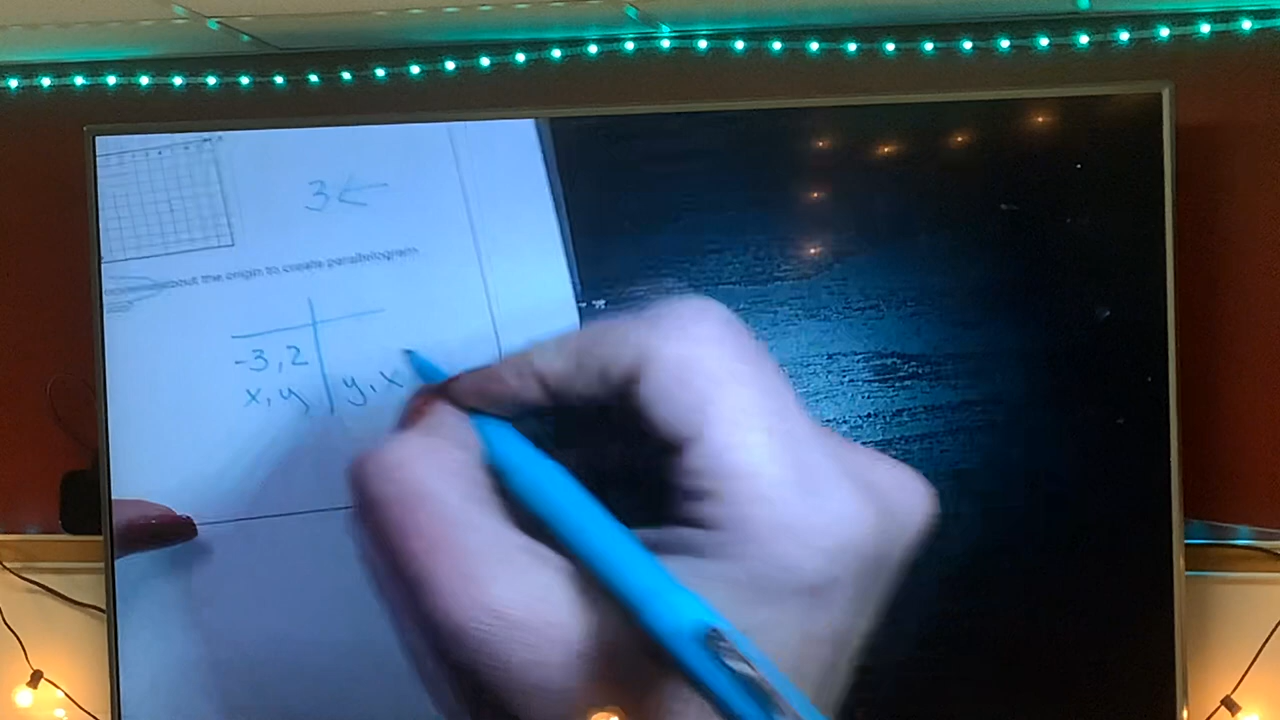 3<
about the origin to create parallelogram
-3,2
x,y y,x